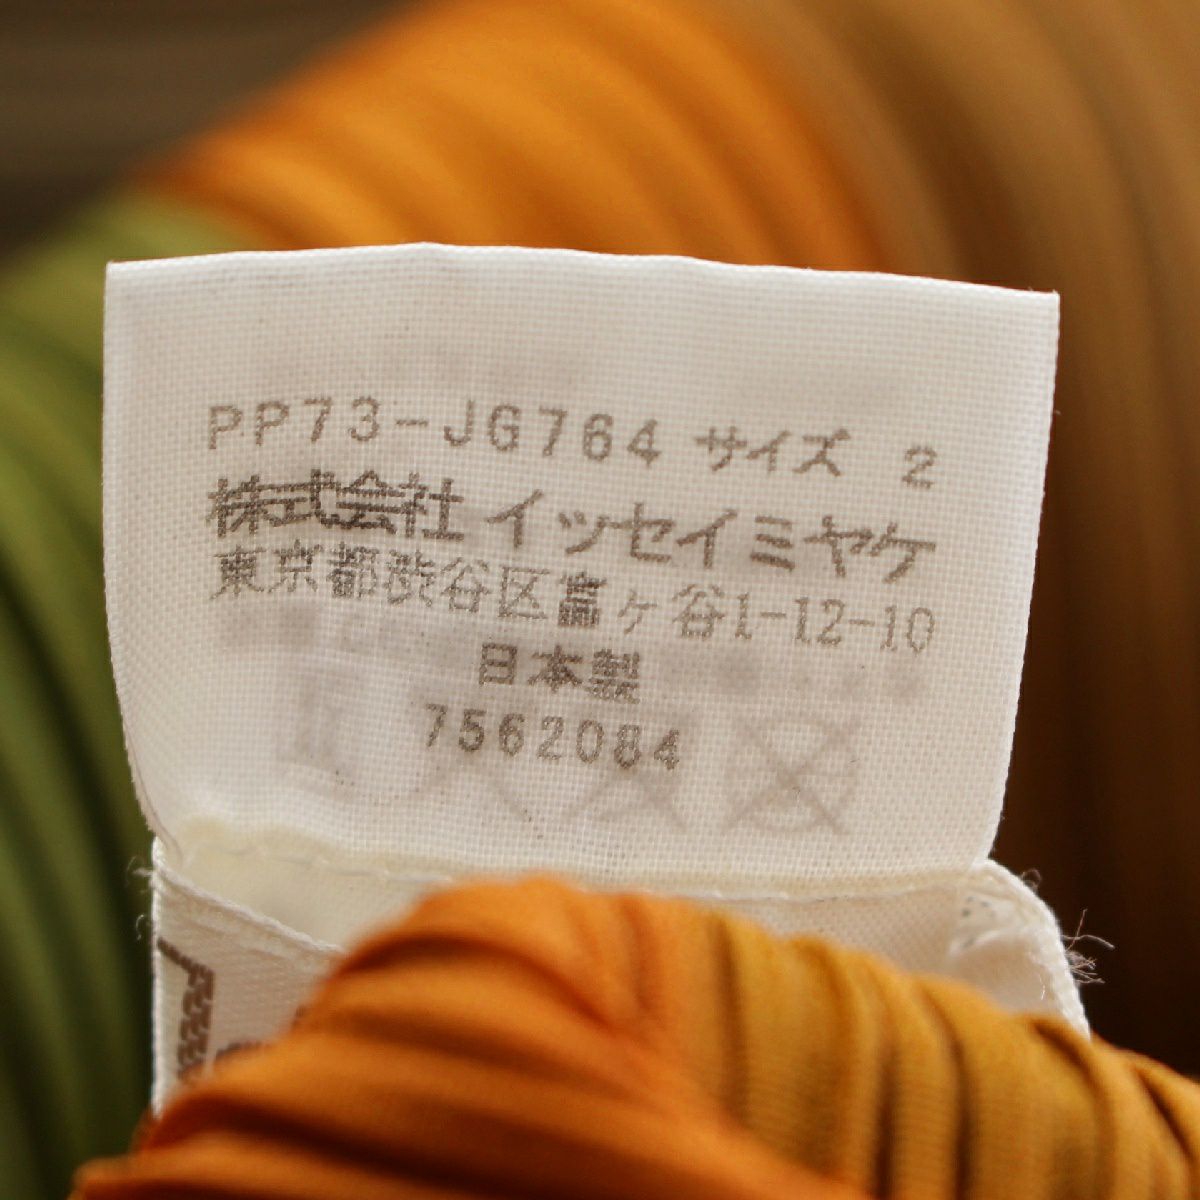 PP73-JG764 サイズ 2
株式会社 イッセイミヤケ
東京都渋谷区富ヶ谷1-12-10
日本製
7562084